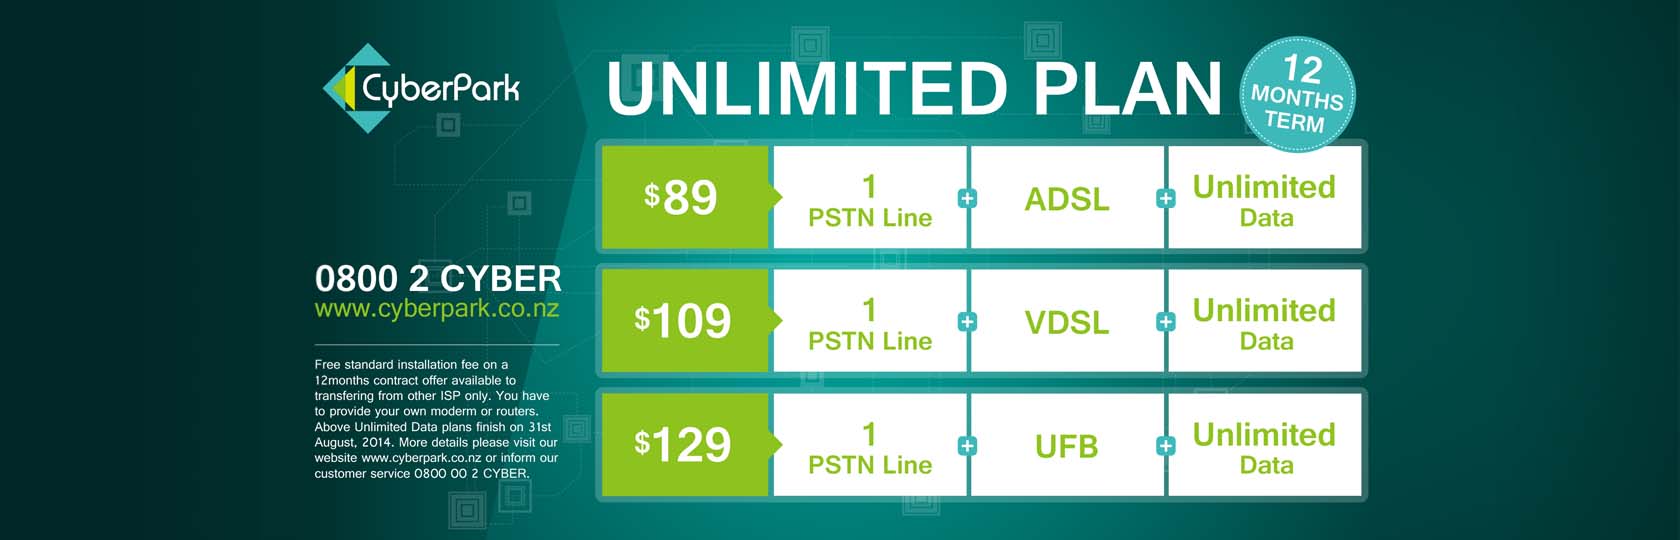 CyberPark
0800 2 CYBER
www.cyberpark.co.nz
Free standard installation fee on a
12months contract offer available to
transfering from other ISP only. You have
to provide your own moderm or routers.
Above Unlimited Data plans finish on 31st
August, 2014. More details please visit our
website www.cyberpark.co.nz or inform our
customer service 0800 00 2 CYBER.
UNLIMITED PLAN
12
MONTHS
TERM
$89
1
PSTN Line
+
ADSL
+
Unlimited
Data
$109
1
PSTN Line
+
VDSL
+
Unlimited
Data
$129
1
PSTN Line
+
UFB
+
Unlimited
Data